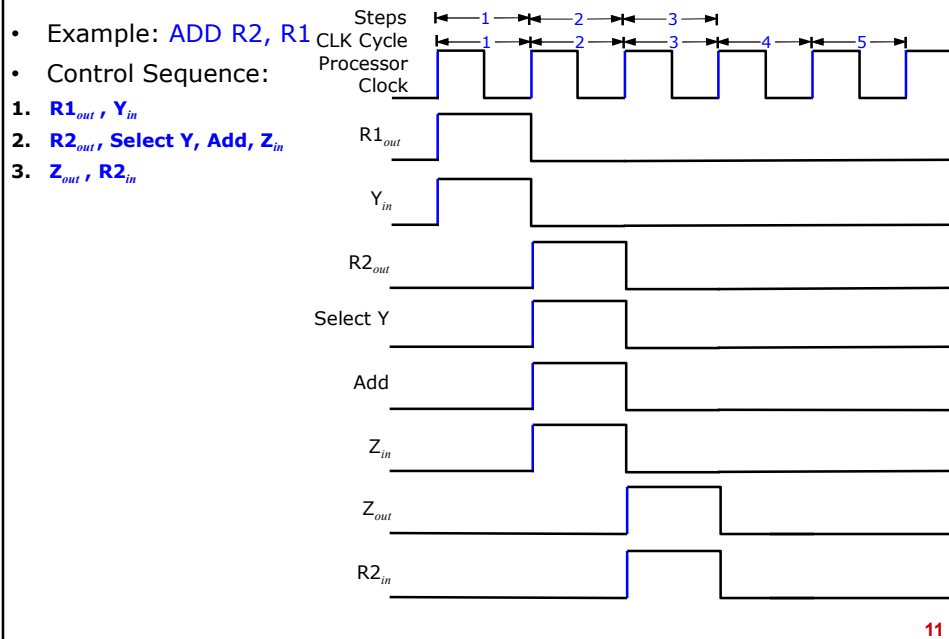 • Example: ADD R2, R1
• Control Sequence:
1. R1out , Yin
2. R2out, Select Y, Add, Zin
3. Zout , R2in
Steps 1 2 3
CLK Cycle 1 2 3 4 5
Processor
Clock
R1out
Yin
R2out
Select Y
Add
Zin
Zout
R2in
11